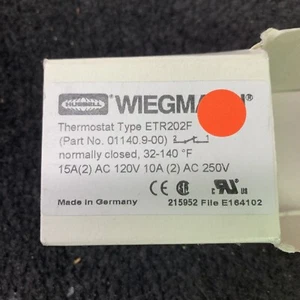 HUBBELL
WIEGMA
Thermostat Type ETR202F
(Part No. 01140.9-00)
normally closed, 32-140 °F
15A(2) AC 120V 10A (2) AC 250V
Made in Germany
215952 File E164102